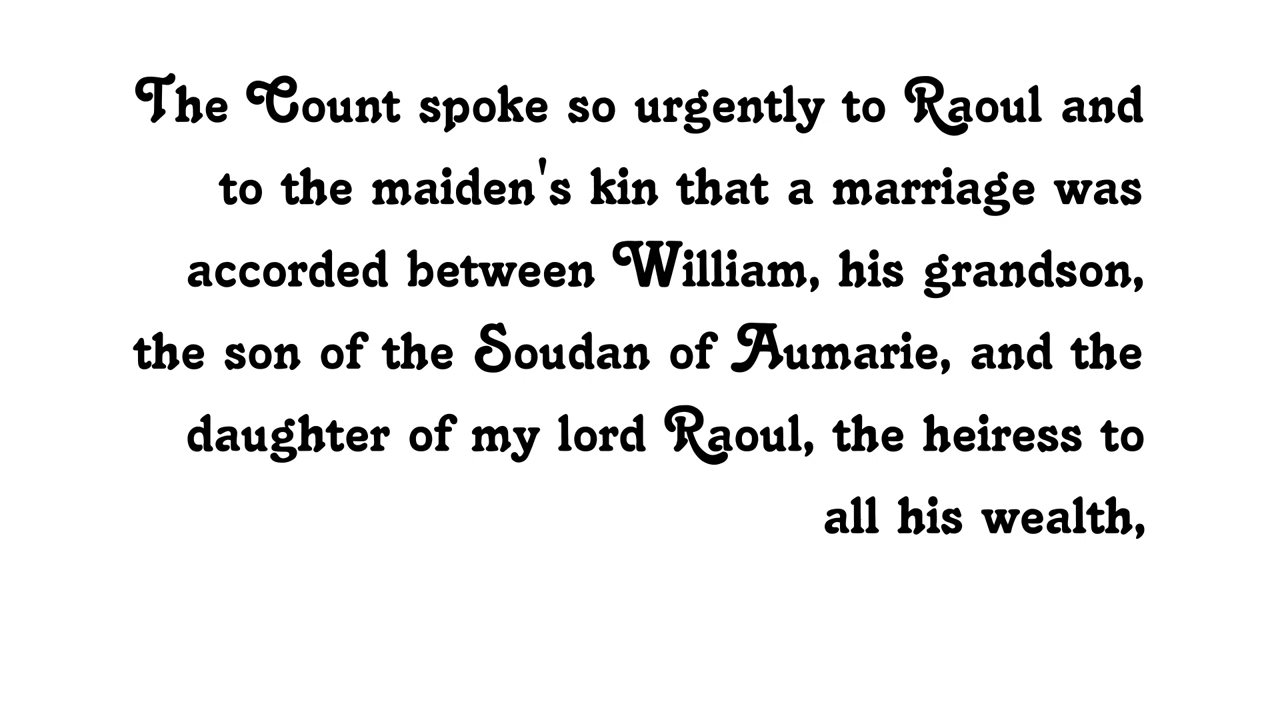 The Count spoke so urgently to Raoul and
to the maiden's kin that a marriage was
accorded between William, his grandson,
the son of the Soudan of Aumarie, and the
daughter of my lord Raoul, the heiress to
all his wealth,